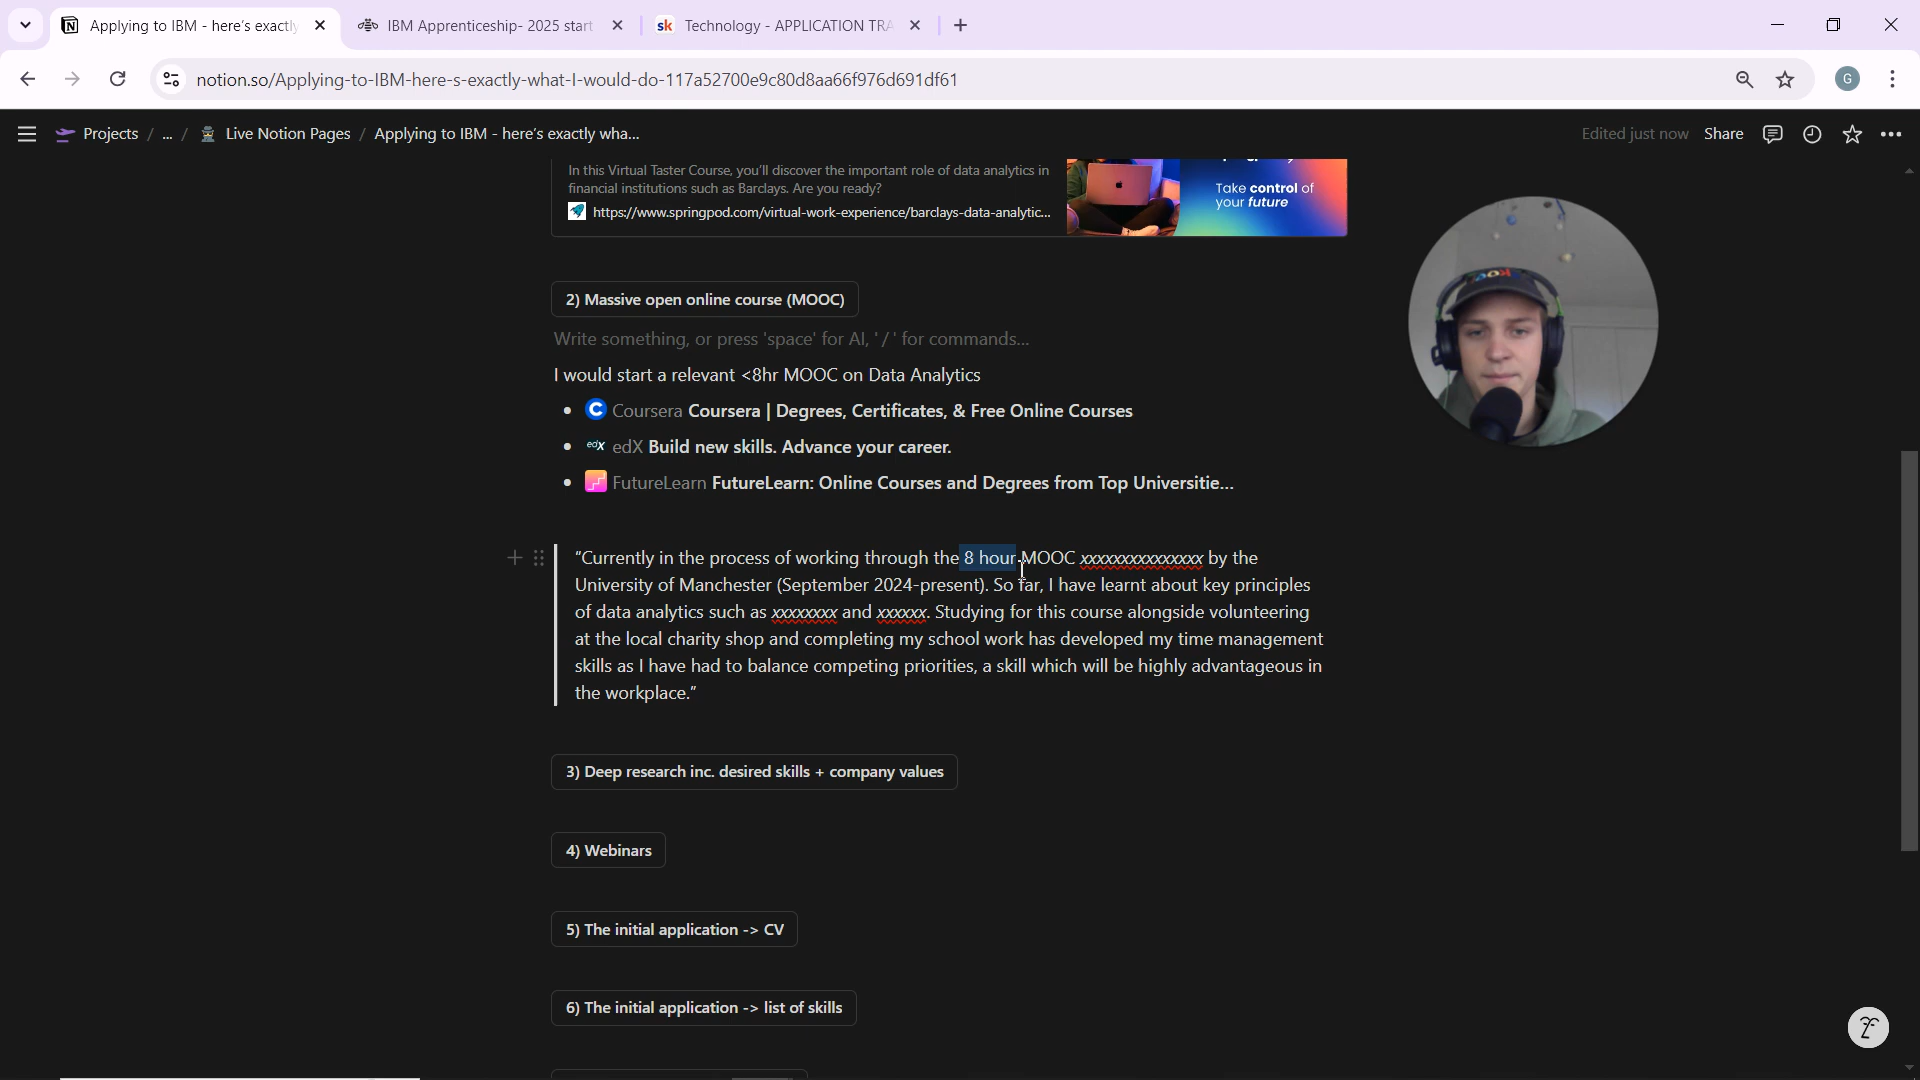 Applying to IBM - here's exactly
IBM Apprenticeship- 2025 start
sk
Technology - APPLICATION TRA
notion.so/Applying-to-IBM-here-s-exactly-what-I-would-do-117a52700e9c80d8aa66f976d691df61
G
Projects / ... / Live Notion Pages / Applying to IBM - here's exactly wha...
Edited just now
Share
In this Virtual Taster Course, you'll discover the important role of data analytics in
financial institutions such as Barclays. Are you ready?
https://www.springpod.com/virtual-work-experience/barclays-data-analytic...
Take control of
your future
2) Massive open online course (MOOC)
Write something, or press 'space' for AI, '/' for commands...
I would start a relevant <8hr MOOC on Data Analytics
Coursera Coursera | Degrees, Certificates, & Free Online Courses
edX edX Build new skills. Advance your career.
FutureLearn FutureLearn: Online Courses and Degrees from Top Universitie...
"Currently in the process of working through the 8 hour MOOC xxxxxxxxxxxxxxx by the
University of Manchester (September 2024-present). So far, I have learnt about key principles
of data analytics such as xxxxxxxx and xxxxxx. Studying for this course alongside volunteering
at the local charity shop and completing my school work has developed my time management
skills as I have had to balance competing priorities, a skill which will be highly advantageous in
the workplace."
3) Deep research inc. desired skills + company values
4) Webinars
5) The initial application -> CV
6) The initial application -> list of skills